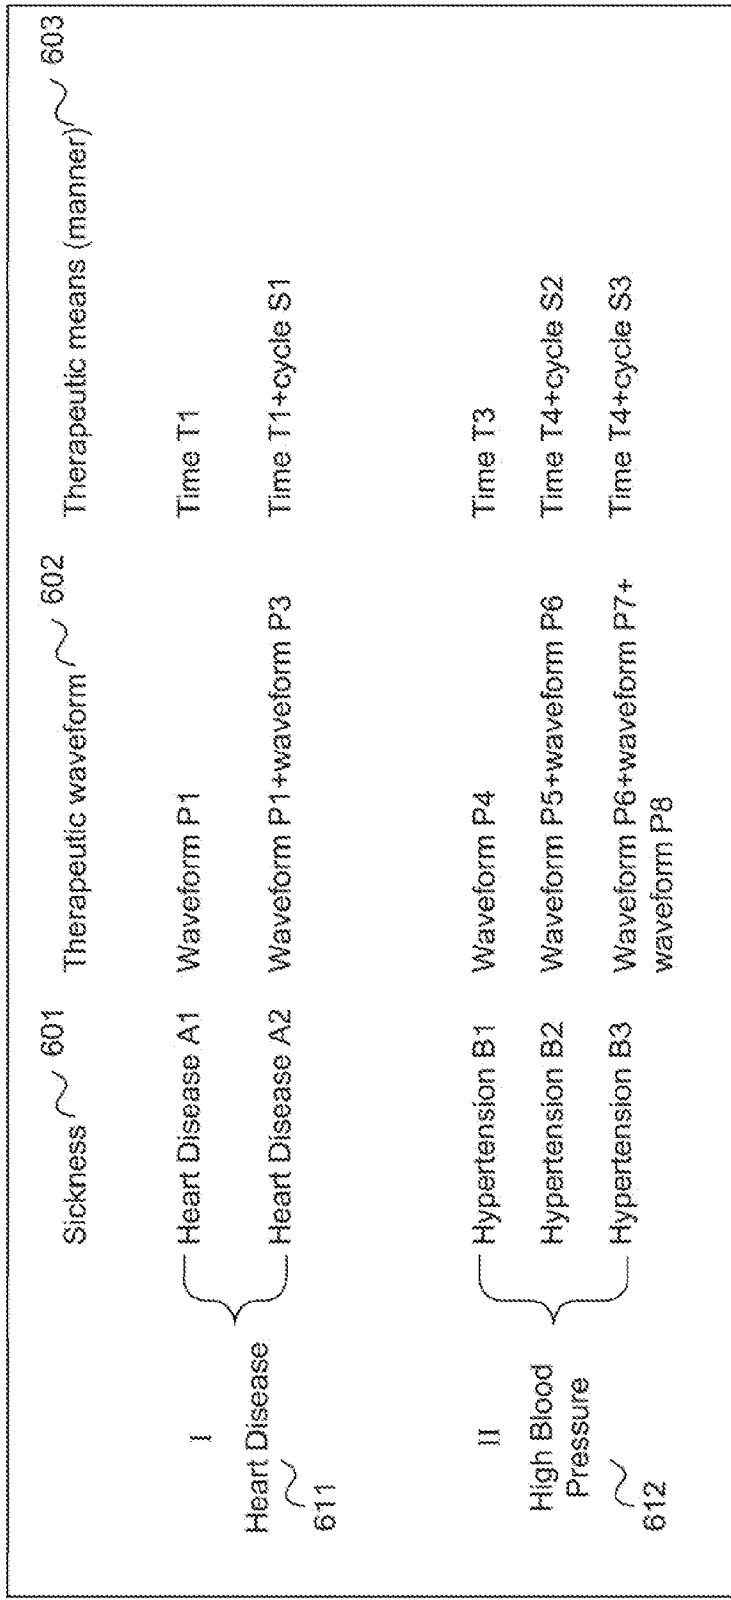 Sickness 601 Therapeutic waveform 602 Therapeutic means (manner) 603
I Heart Disease A1 Waveform P1 Time T1
Heart Disease
611
Heart Disease A2 Waveform P1+waveform P3 Time T1+cycle S1
II Hypertension B1 Waveform P4 Time T3
High Blood
Pressure
612
Hypertension B2 Waveform P5+waveform P6 Time T4+cycle S2
Hypertension B3 Waveform P6+waveform P7+ Time T4+cycle S3
waveform P8